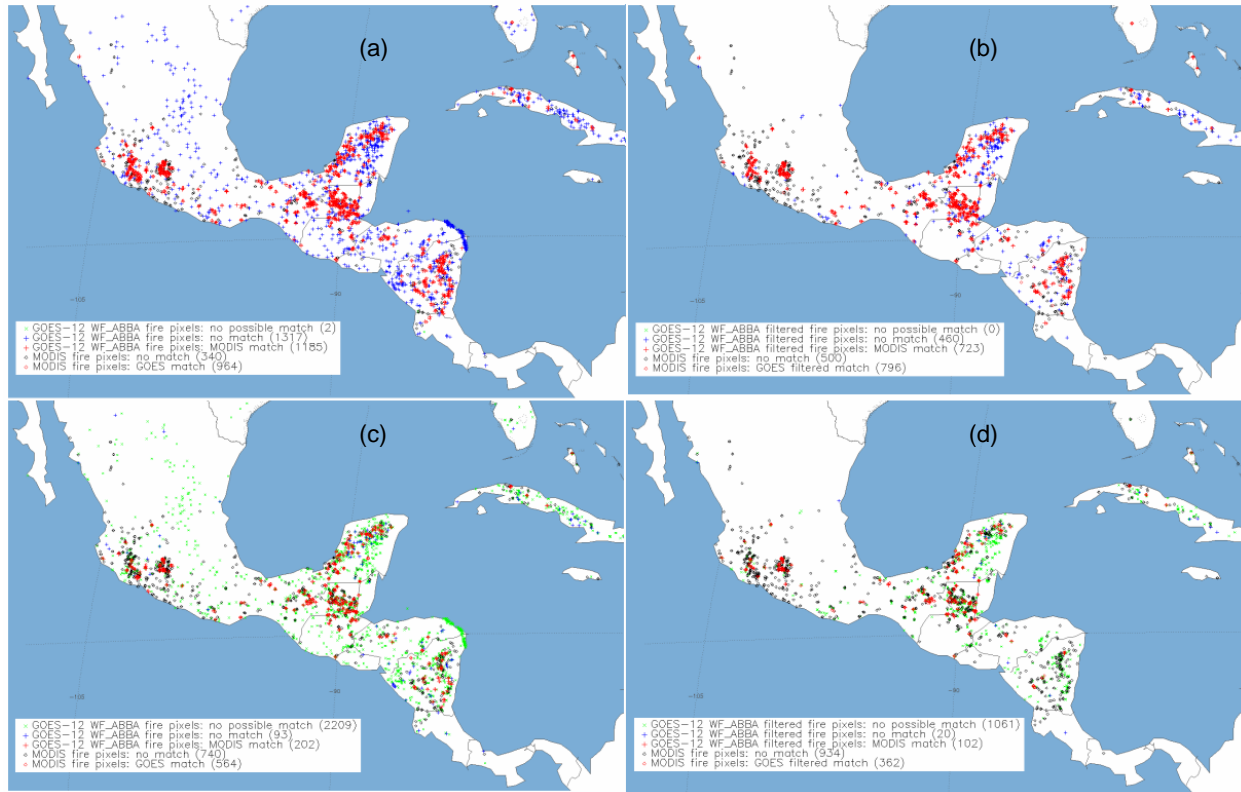 (a)
-105
-90
GOES-12 WF_ABBA fire pixels: no possible match (2)
GOES-12 WF_ABBA fire pixels: no match (1317)
GOES-12 WF_ABBA fire pixels: MODIS match (1185)
MODIS fire pixels: no match (340)
MODIS fire pixels: GOES match (964)
(b)
-105
-90
GOES-12 WF_ABBA filtered fire pixels: no possible match (0)
GOES-12 WF_ABBA filtered fire pixels: no match (460)
GOES-12 WF_ABBA filtered fire pixels: MODIS match (723)
MODIS fire pixels: no match (500)
MODIS fire pixels: GOES filtered match (796)
(c)
-105
-90
GOES-12 WF_ABBA fire pixels: no possible match (2209)
GOES-12 WF_ABBA fire pixels: no match (93)
GOES-12 WF_ABBA fire pixels: MODIS match (202)
MODIS fire pixels: no match (740)
MODIS fire pixels: GOES match (564)
(d)
-105
-90
GOES-12 WF_ABBA filtered fire pixels: no possible match (1061)
GOES-12 WF_ABBA filtered fire pixels: no match (20)
GOES-12 WF_ABBA filtered fire pixels: MODIS match (102)
MODIS fire pixels: no match (934)
MODIS fire pixels: GOES filtered match (362)